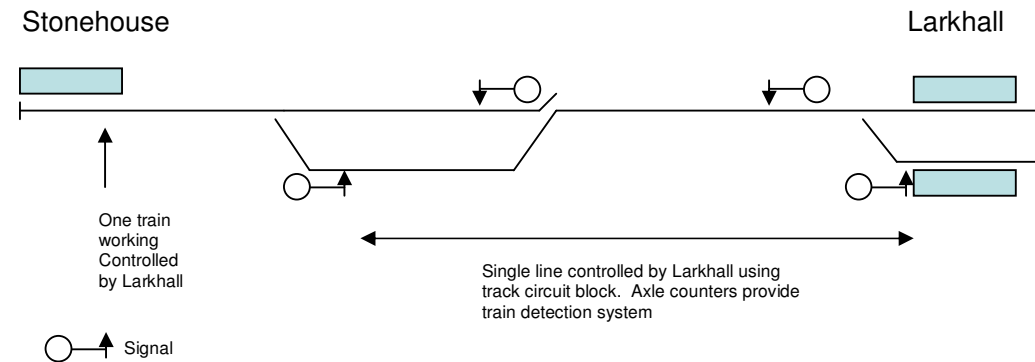 Stonehouse
Larkhall
One train
working
Controlled
by Larkhall
Single line controlled by Larkhall using
track circuit block. Axle counters provide
train detection system
Signal